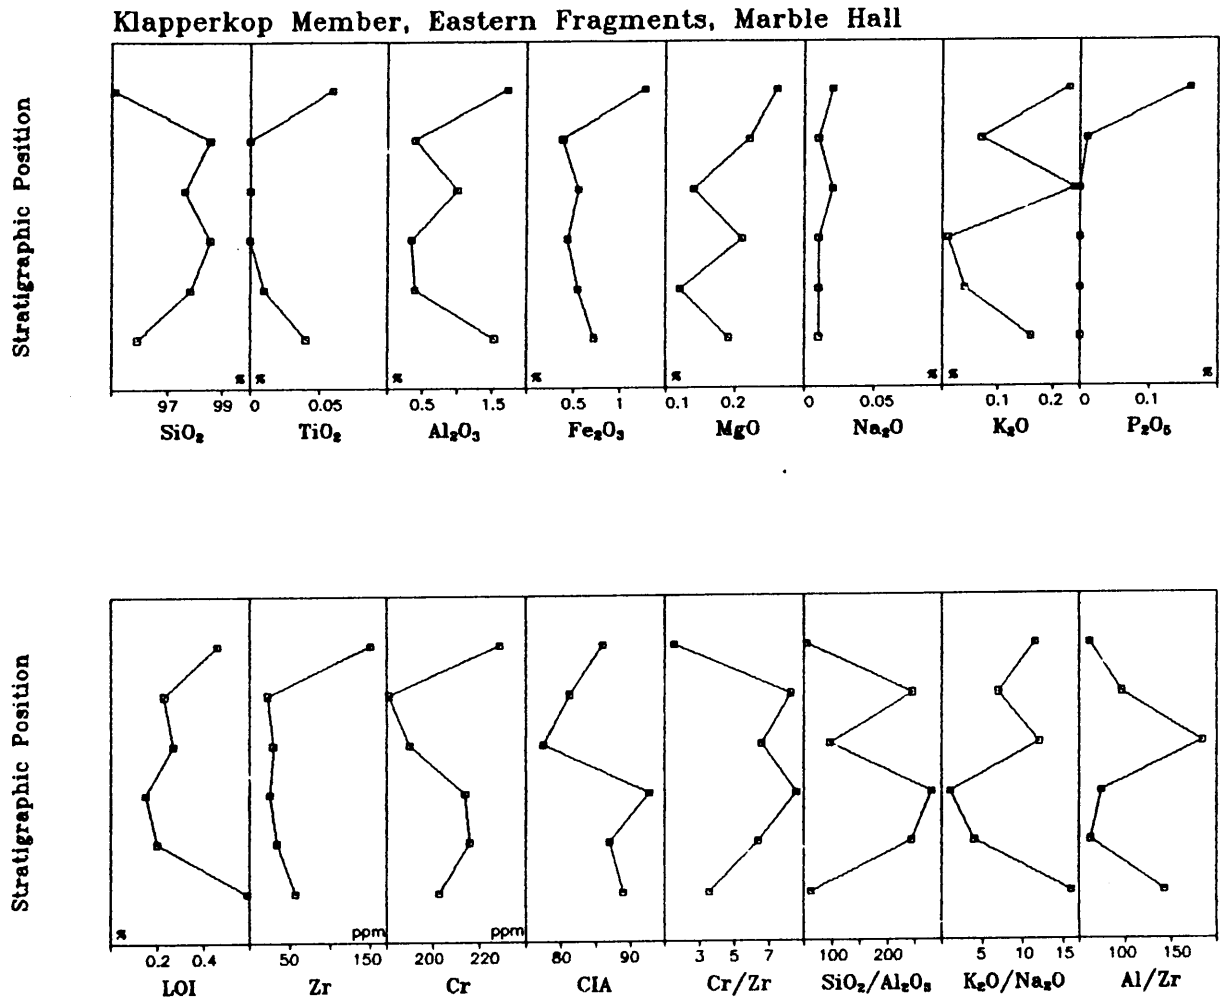 Klapperkop Member, Eastern Fragments, Marble Hall
Stratigraphic Position
% % % % % % % %
97 99 0 0.05 0.5 1.5 0.5 1 0.1 0.2 0 0.05 0.1 0.2 0 0.1
SiO₂ TiO₂ Al₂O₃ Fe₂O₃ MgO Na₂O K₂O P₂O₅
Stratigraphic Position
% ppm ppm
0.2 0.4 50 150 200 220 80 90 3 5 7 100 200 5 10 15 100 150
LOI Zr Cr CIA Cr/Zr SiO₂/Al₂O₃ K₂O/Na₂O Al/Zr